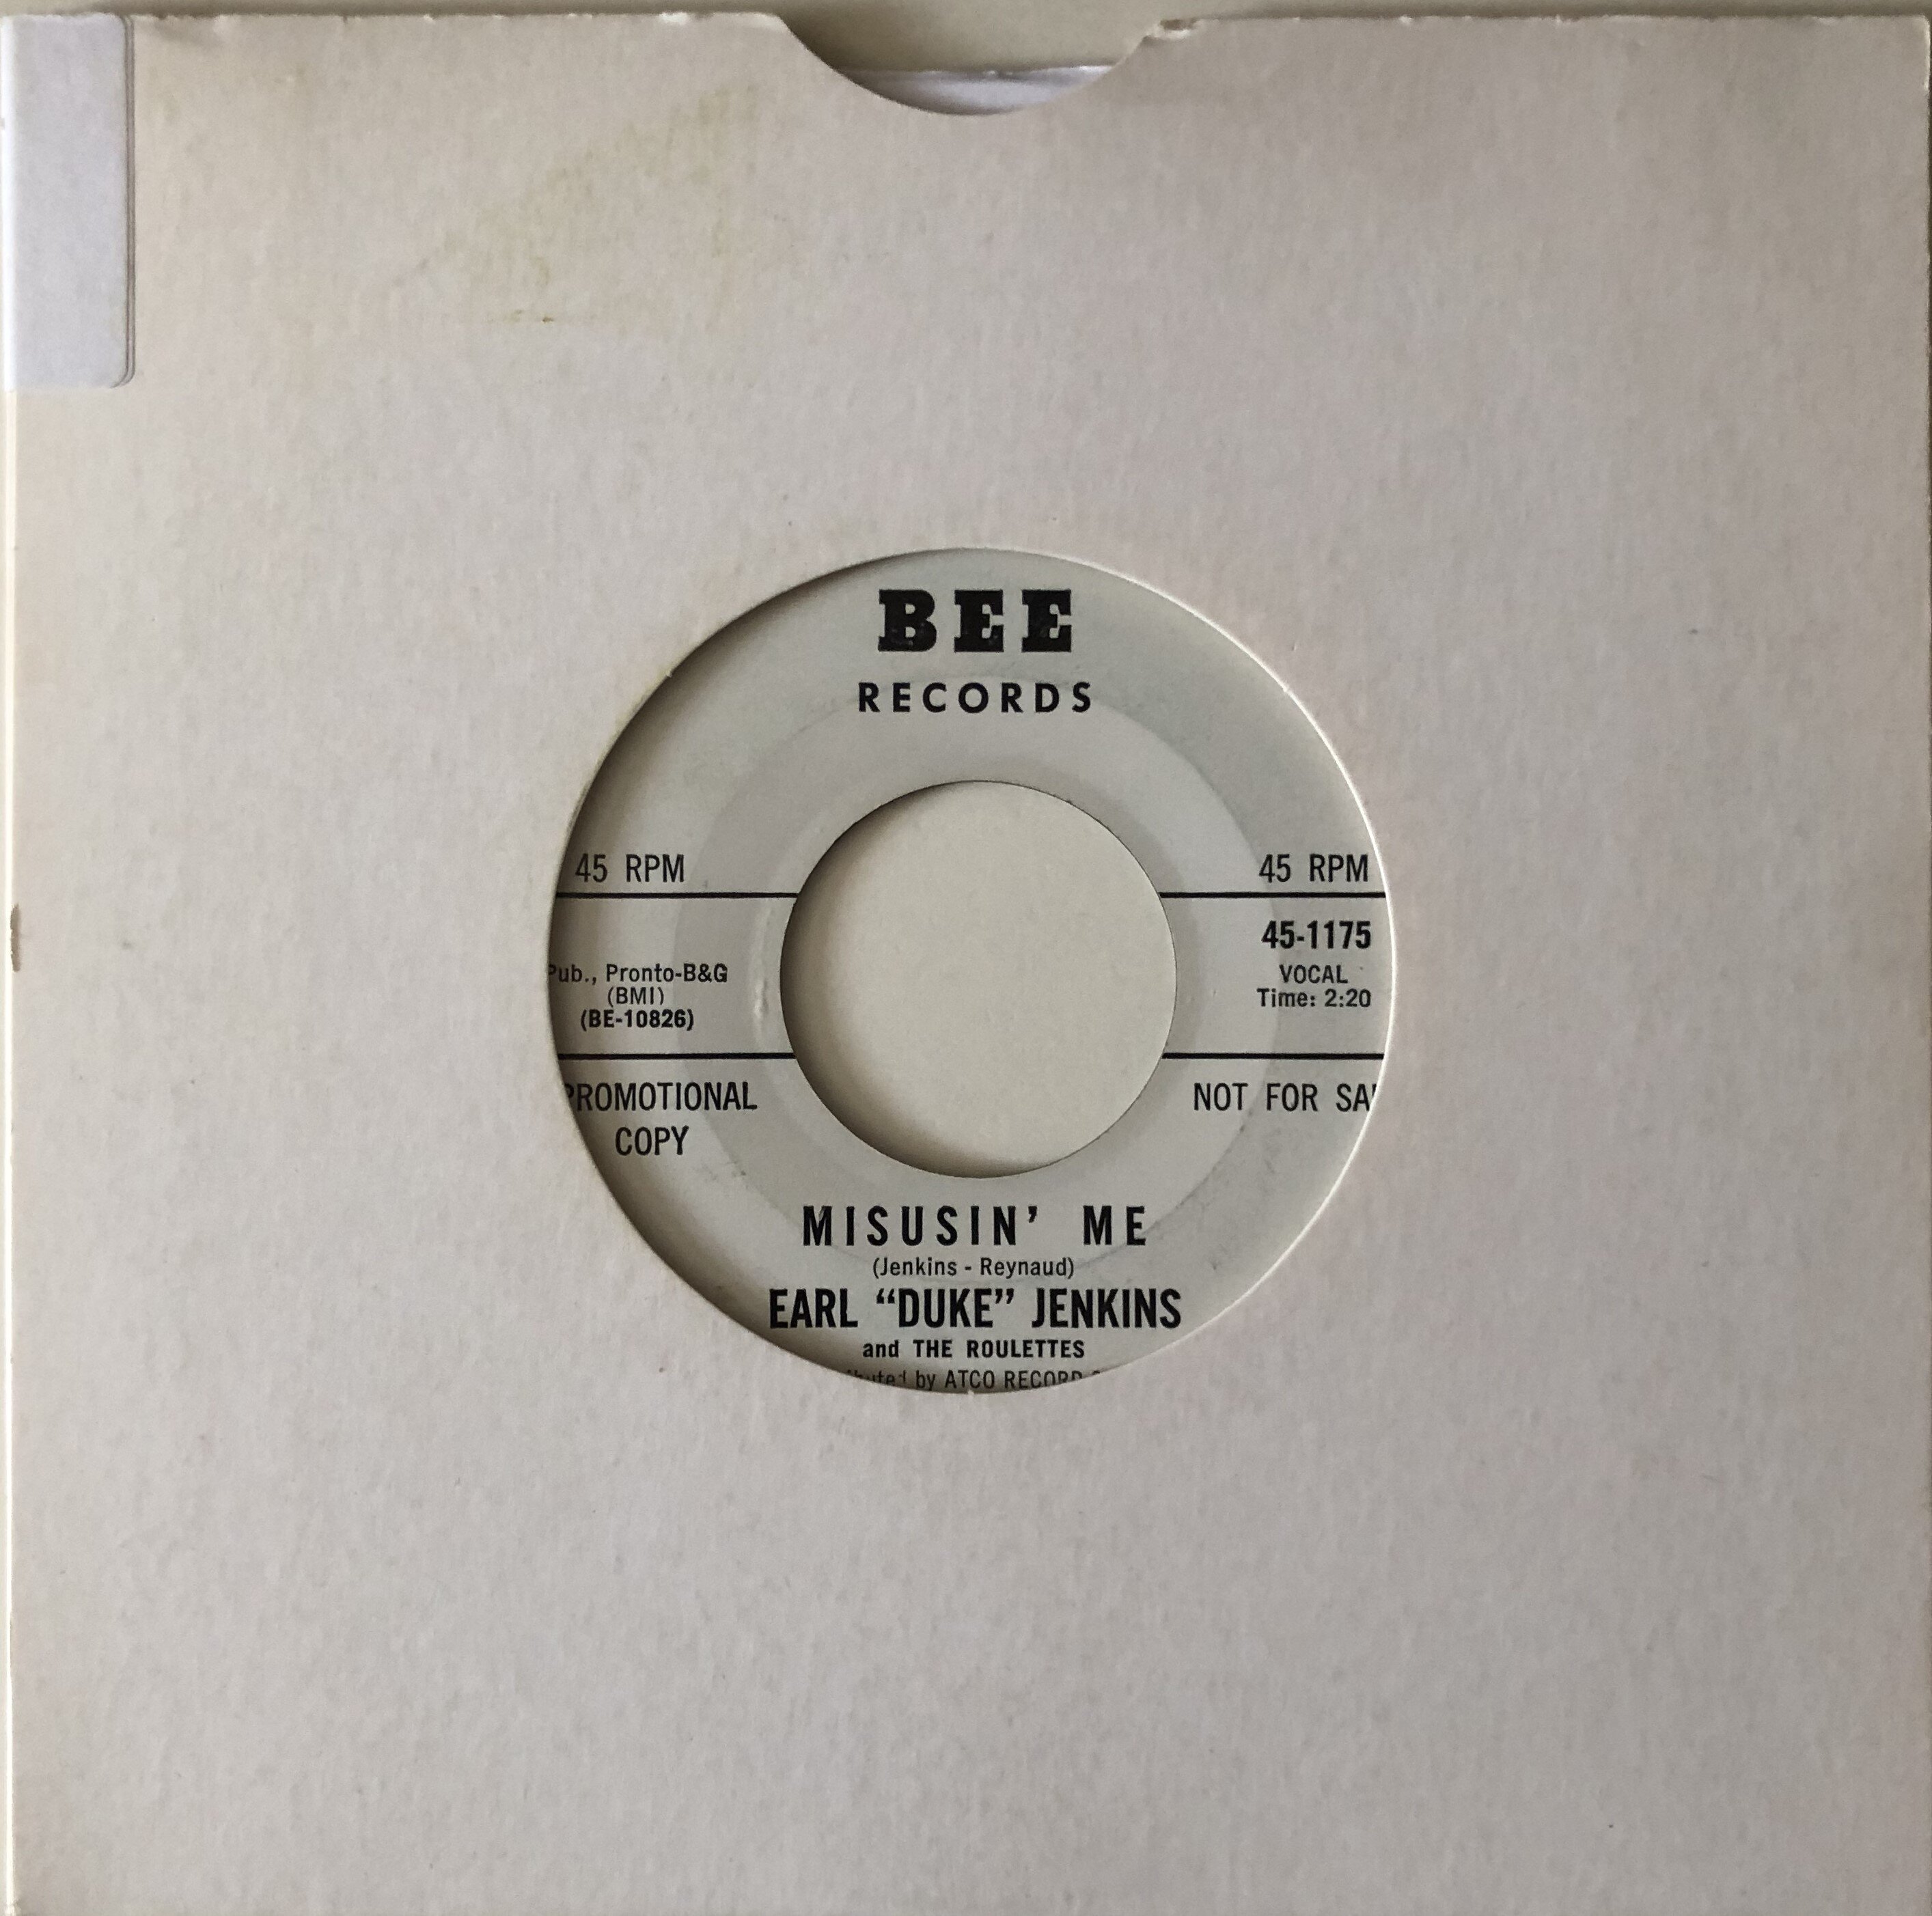 BEE
RECORDS
45 RPM
45 RPM
Pub., Pronto-B&G
(BMI)
(BE-10826)
45-1175
VOCAL
Time: 2:20
PROMOTIONAL
COPY
NOT FOR
MISUSIN' ME
(Jenkins - Reynaud)
EARL “DUKE” JENKINS
and THE ROULETTES
by ATCO RECORD